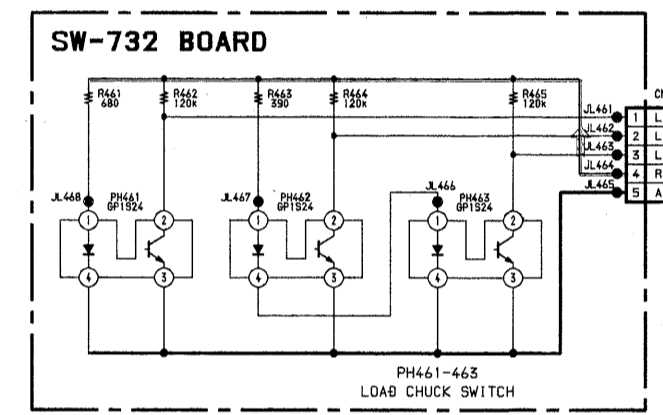 SW-732 BOARD
R461
680
R462
120k
R463
390
R464
120k
R465
120k
JL461
JL462
JL463
JL464
JL465
CN
1 L
2 L
3 L
4 R
5 A
JL468
PH461
GP1S24
JL467
PH462
GP1S24
JL466
PH463
GP1S24
1 2
1 2
1 2
4 3
4 3
4 3
PH461-463
LOAD CHUCK SWITCH